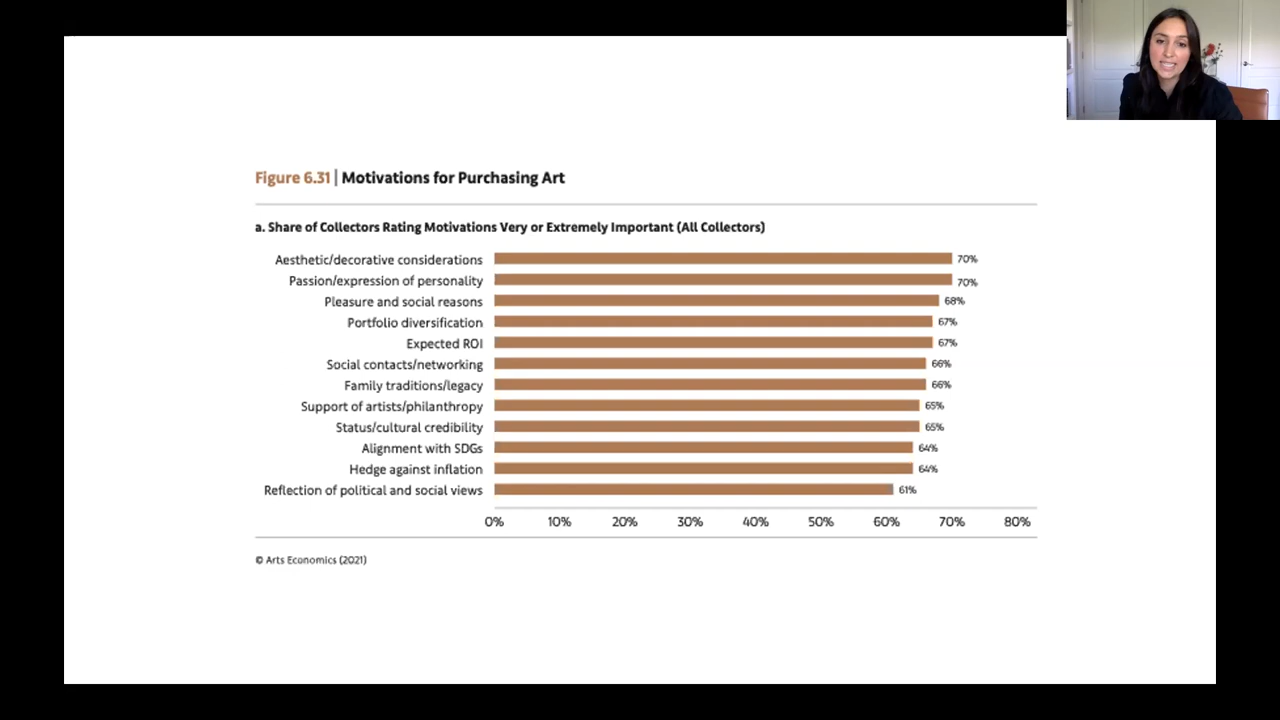 Figure 6.31 | Motivations for Purchasing Art
a. Share of Collectors Rating Motivations Very or Extremely Important (All Collectors)
Aesthetic/decorative considerations 70%
Passion/expression of personality 70%
Pleasure and social reasons 68%
Portfolio diversification 67%
Expected ROI 67%
Social contacts/networking 66%
Family traditions/legacy 66%
Support of artists/philanthropy 65%
Status/cultural credibility 65%
Alignment with SDGs 64%
Hedge against inflation 64%
Reflection of political and social views 61%
0% 10% 20% 30% 40% 50% 60% 70% 80%
© Arts Economics (2021)